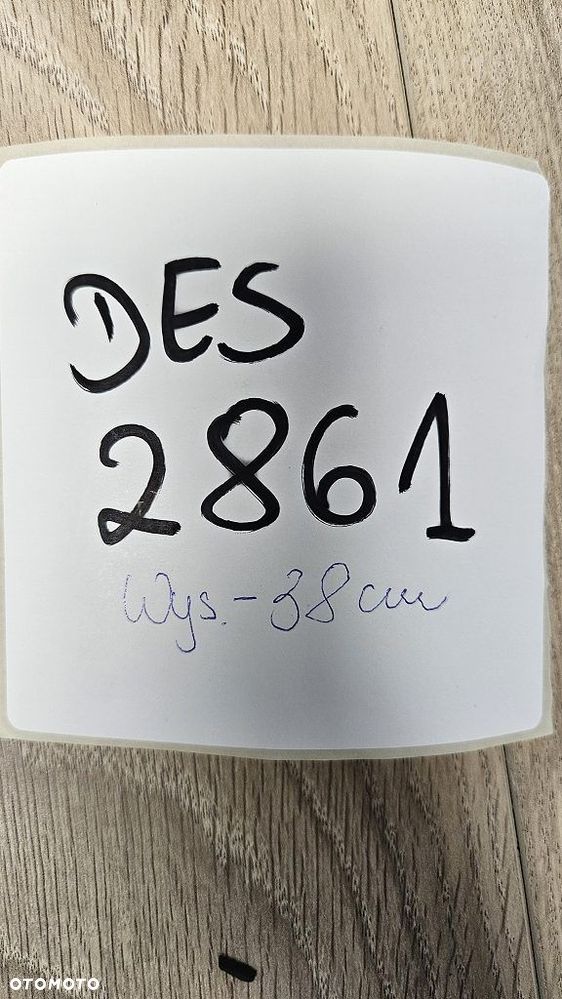 DES
2861
Wys. - 38 cm
OTOMOTO